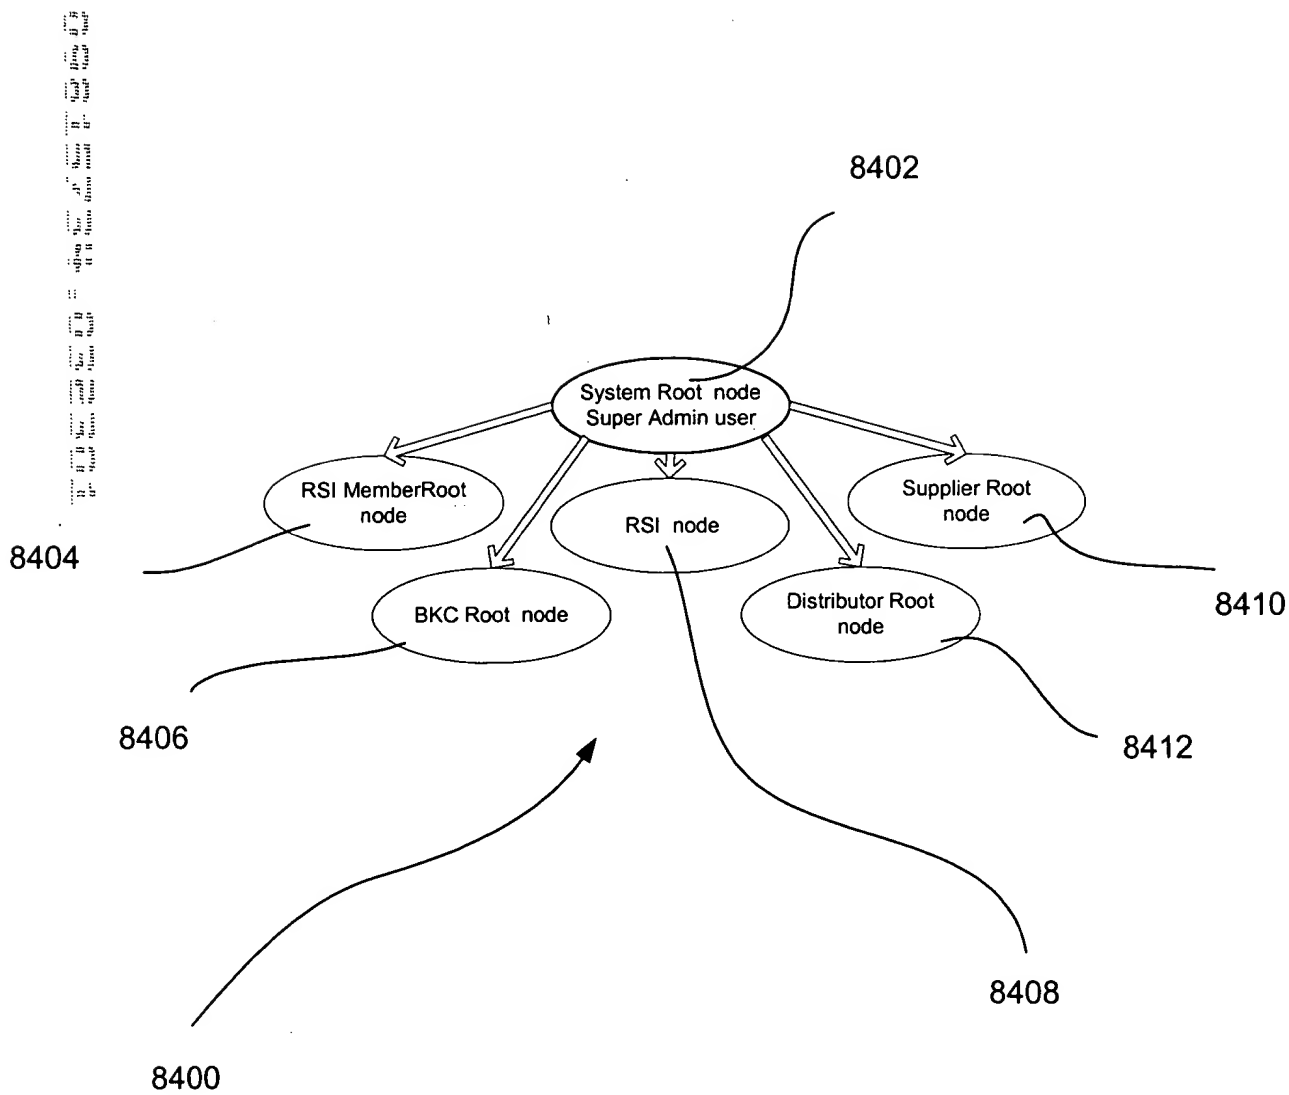 8402
System Root node
Super Admin user
RSI MemberRoot
node
RSI node
Supplier Root
node
8404
BKC Root node
Distributor Root
node
8410
8406
8412
8408
8400